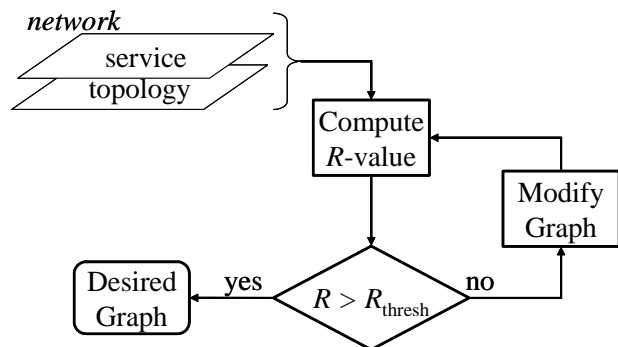 network
service
topology
Compute
R-value
Modify
Graph
Desired
Graph
yes
R > Rthresh
no